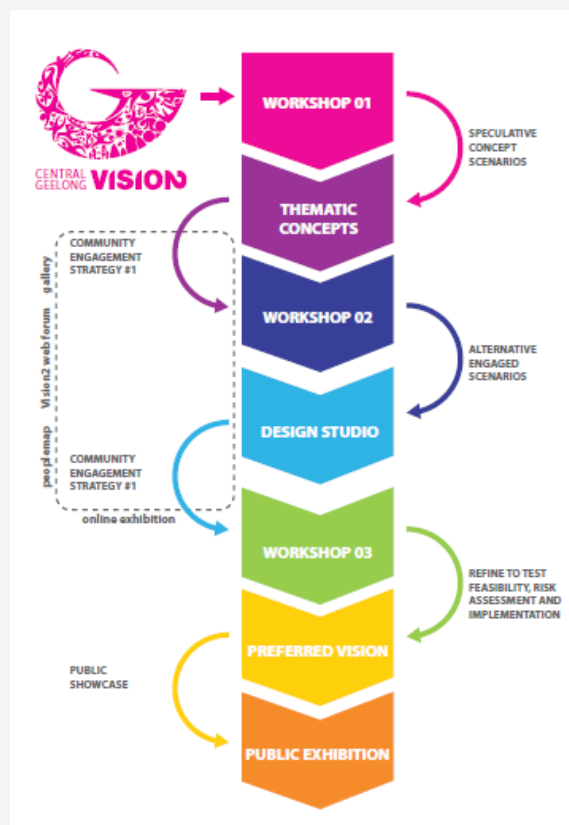 CENTRAL
GEELONG
VISION2
WORKSHOP 01
SPECULATIVE
CONCEPT
SCENARIOS
THEMATIC
CONCEPTS
COMMUNITY
ENGAGEMENT
STRATEGY #1
WORKSHOP 02
ALTERNATIVE
ENGAGED
SCENARIOS
DESIGN STUDIO
COMMUNITY
ENGAGEMENT
STRATEGY #1
peoplemap Vision2 web forum gallery
online exhibition
WORKSHOP 03
REFINE TO TEST
FEASIBILITY, RISK
ASSESSMENT AND
IMPLEMENTATION
PREFERRED VISION
PUBLIC
SHOWCASE
PUBLIC EXHIBITION